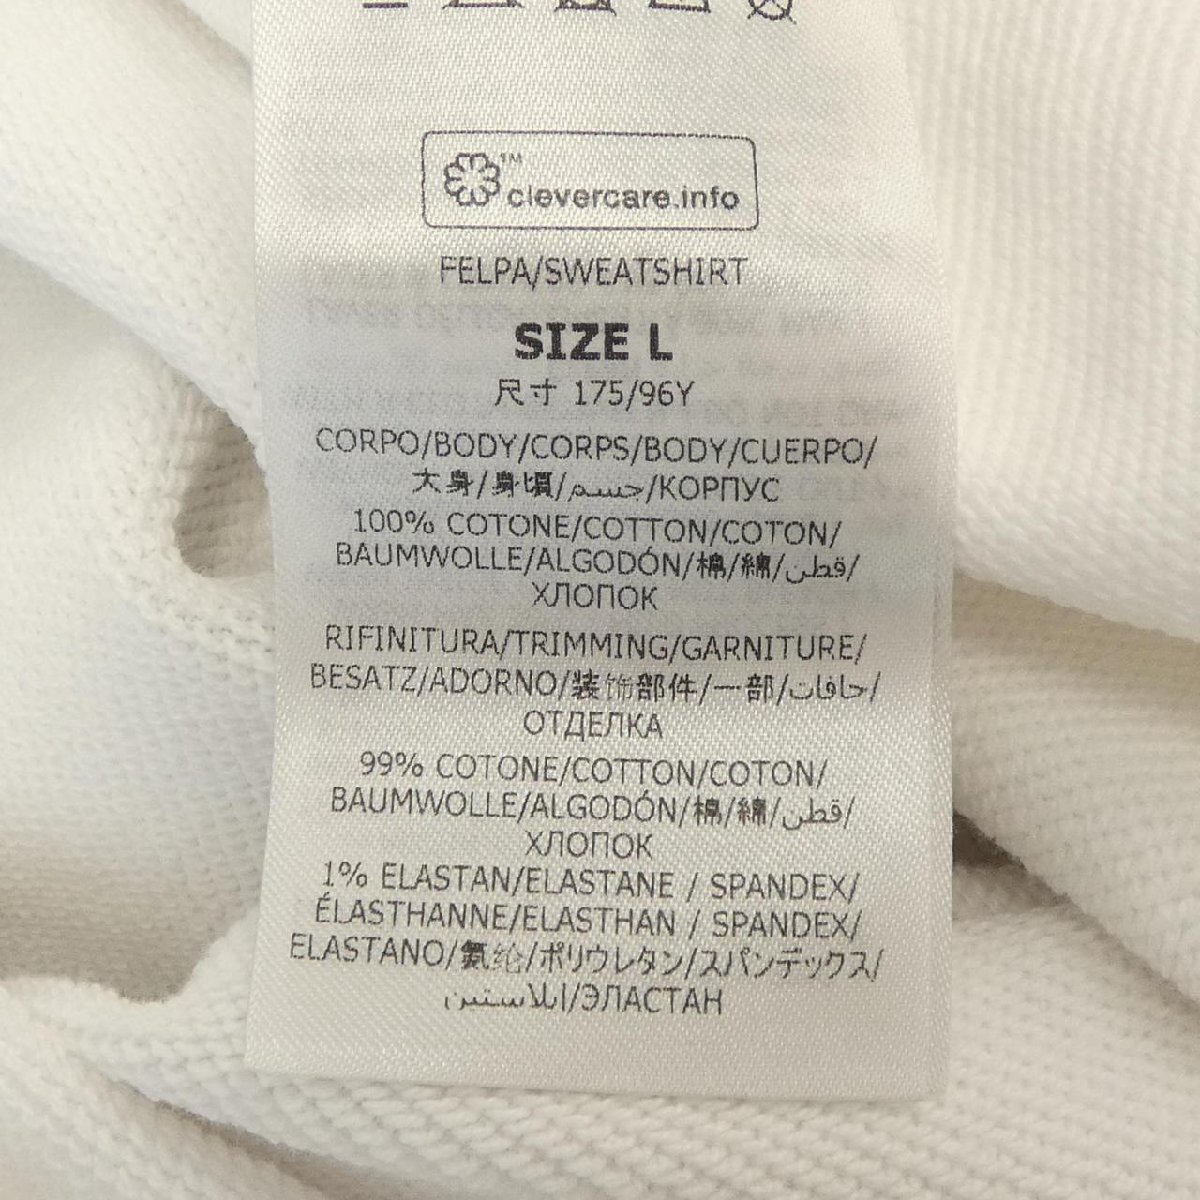 ™ clevercare.info
FELPA/SWEATSHIRT
SIZE L
尺寸 175/96Y
CORPO/BODY/CORPS/BODY/CUERPO/
大身/身頃/جسم/КОРПУС
100% COTONE/COTTON/COTON/
BAUMWOLLE/ALGODÓN/棉/綿/قطن/
ХЛОПОК
RIFINITURA/TRIMMING/GARNITURE/
BESATZ/ADORNO/装饰部件/一部/حافات/
ОТДЕЛКА
99% COTONE/COTTON/COTON/
BAUMWOLLE/ALGODÓN/棉/綿/قطن/
ХЛОПОК
1% ELASTAN/ELASTANE / SPANDEX/
ÉLASTHANNE/ELASTHAN / SPANDEX/
ELASTANO/氨纶/ポリウレタン/スパンデックス/
ايلاستين/ЭЛАСТАН